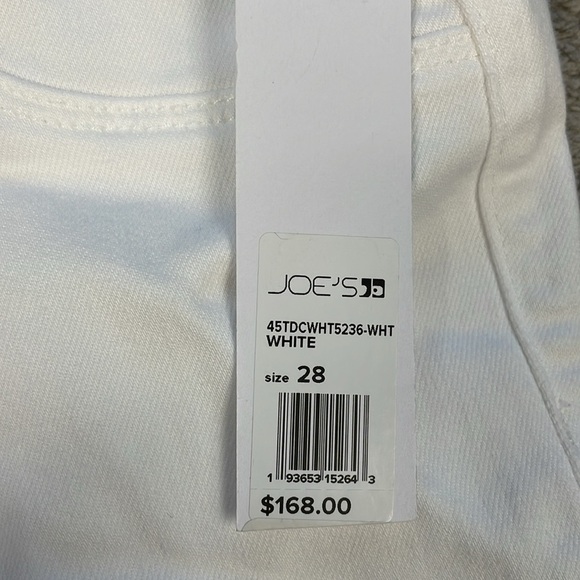 JOE'S
45TDCWHT5236-WHT
WHITE
size 28
1 93653 15264 3
$168.00